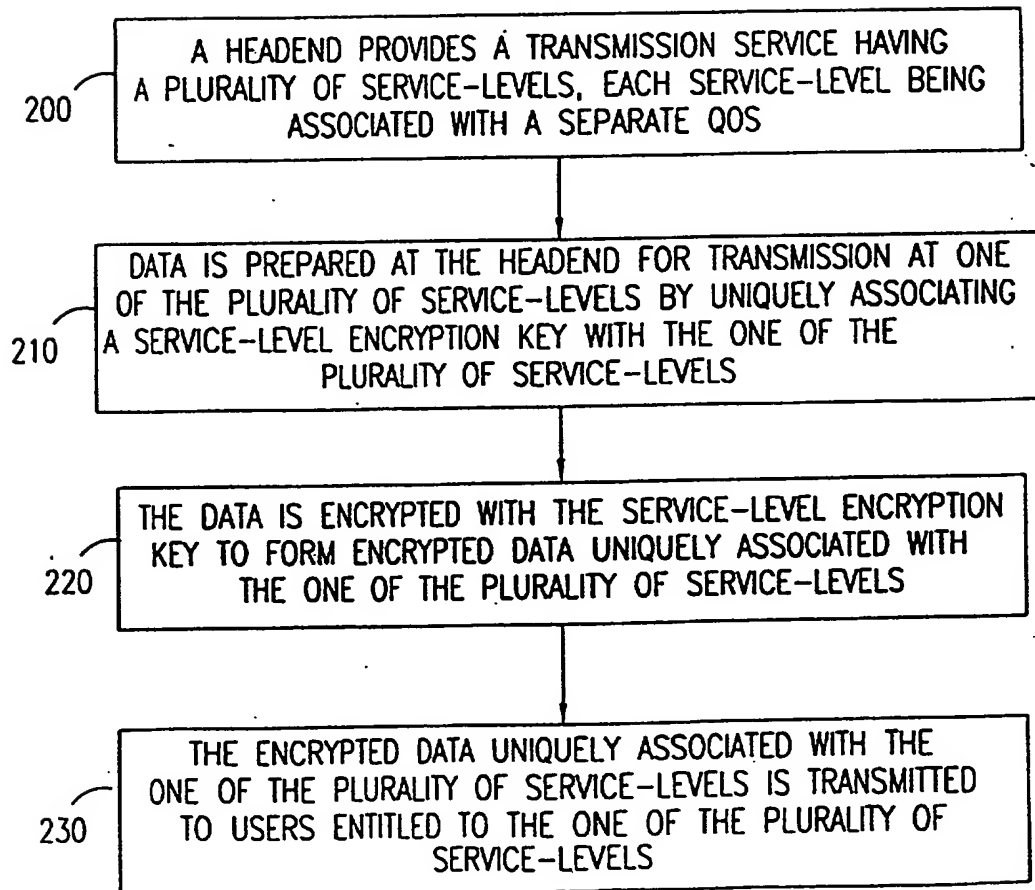 A HEADEND PROVIDES A TRANSMISSION SERVICE HAVING
A PLURALITY OF SERVICE-LEVELS, EACH SERVICE-LEVEL BEING
ASSOCIATED WITH A SEPARATE QOS
200
DATA IS PREPARED AT THE HEADEND FOR TRANSMISSION AT ONE
OF THE PLURALITY OF SERVICE-LEVELS BY UNIQUELY ASSOCIATING
A SERVICE-LEVEL ENCRYPTION KEY WITH THE ONE OF THE
PLURALITY OF SERVICE-LEVELS
210
THE DATA IS ENCRYPTED WITH THE SERVICE-LEVEL ENCRYPTION
KEY TO FORM ENCRYPTED DATA UNIQUELY ASSOCIATED WITH
THE ONE OF THE PLURALITY OF SERVICE-LEVELS
220
THE ENCRYPTED DATA UNIQUELY ASSOCIATED WITH THE
ONE OF THE PLURALITY OF SERVICE-LEVELS IS TRANSMITTED
TO USERS ENTITLED TO THE ONE OF THE PLURALITY OF
SERVICE-LEVELS
230